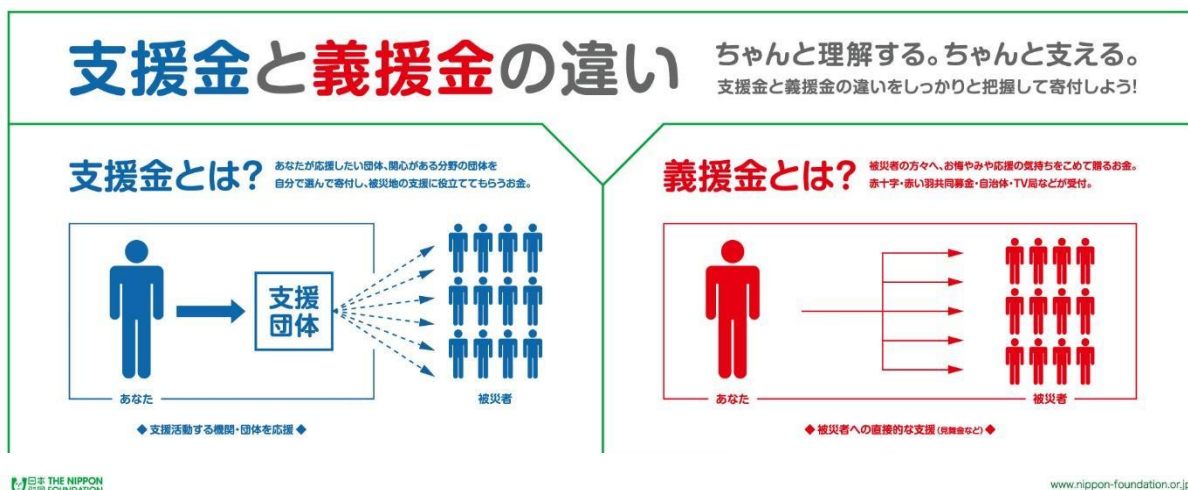 支援金と義援金の違い
ちゃんと理解する。ちゃんと支える。
支援金と義援金の違いをしっかりと把握して寄付しよう!
支援金とは?
あなたが応援したい団体、関心がある分野の団体を
自分で選んで寄付し、被災地の支援に役立ててもらうお金。
支援
団体
あなた
被災者
◆ 支援活動する機関・団体を応援 ◆
義援金とは?
被災者の方々へ、お悔やみや応援の気持ちをこめて贈るお金。
赤十字・赤い羽共同募金・自治体・TV局などが受付。
あなた
被災者
◆ 被災者への直接的な支援(見舞金など) ◆
日本 THE NIPPON
財団 FOUNDATION
www.nippon-foundation.or.jp